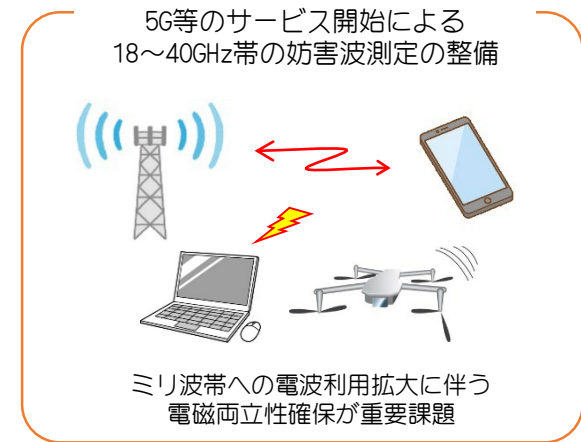 5G等のサービス開始による
18～40GHz帯の妨害波測定の整備
ミリ波帯への電波利用拡大に伴う
電磁両立性確保が重要課題